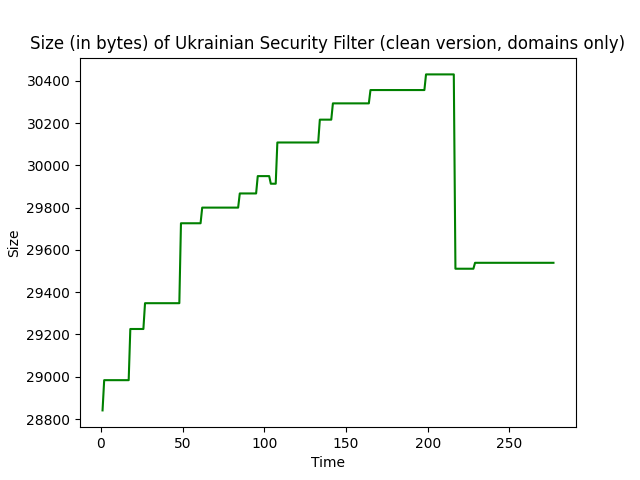 Size (in bytes) of Ukrainian Security Filter (clean version, domains only)
30400
30200
30000
29800
29600
29400
29200
29000
28800
Size
0 50 100 150 200 250
Time